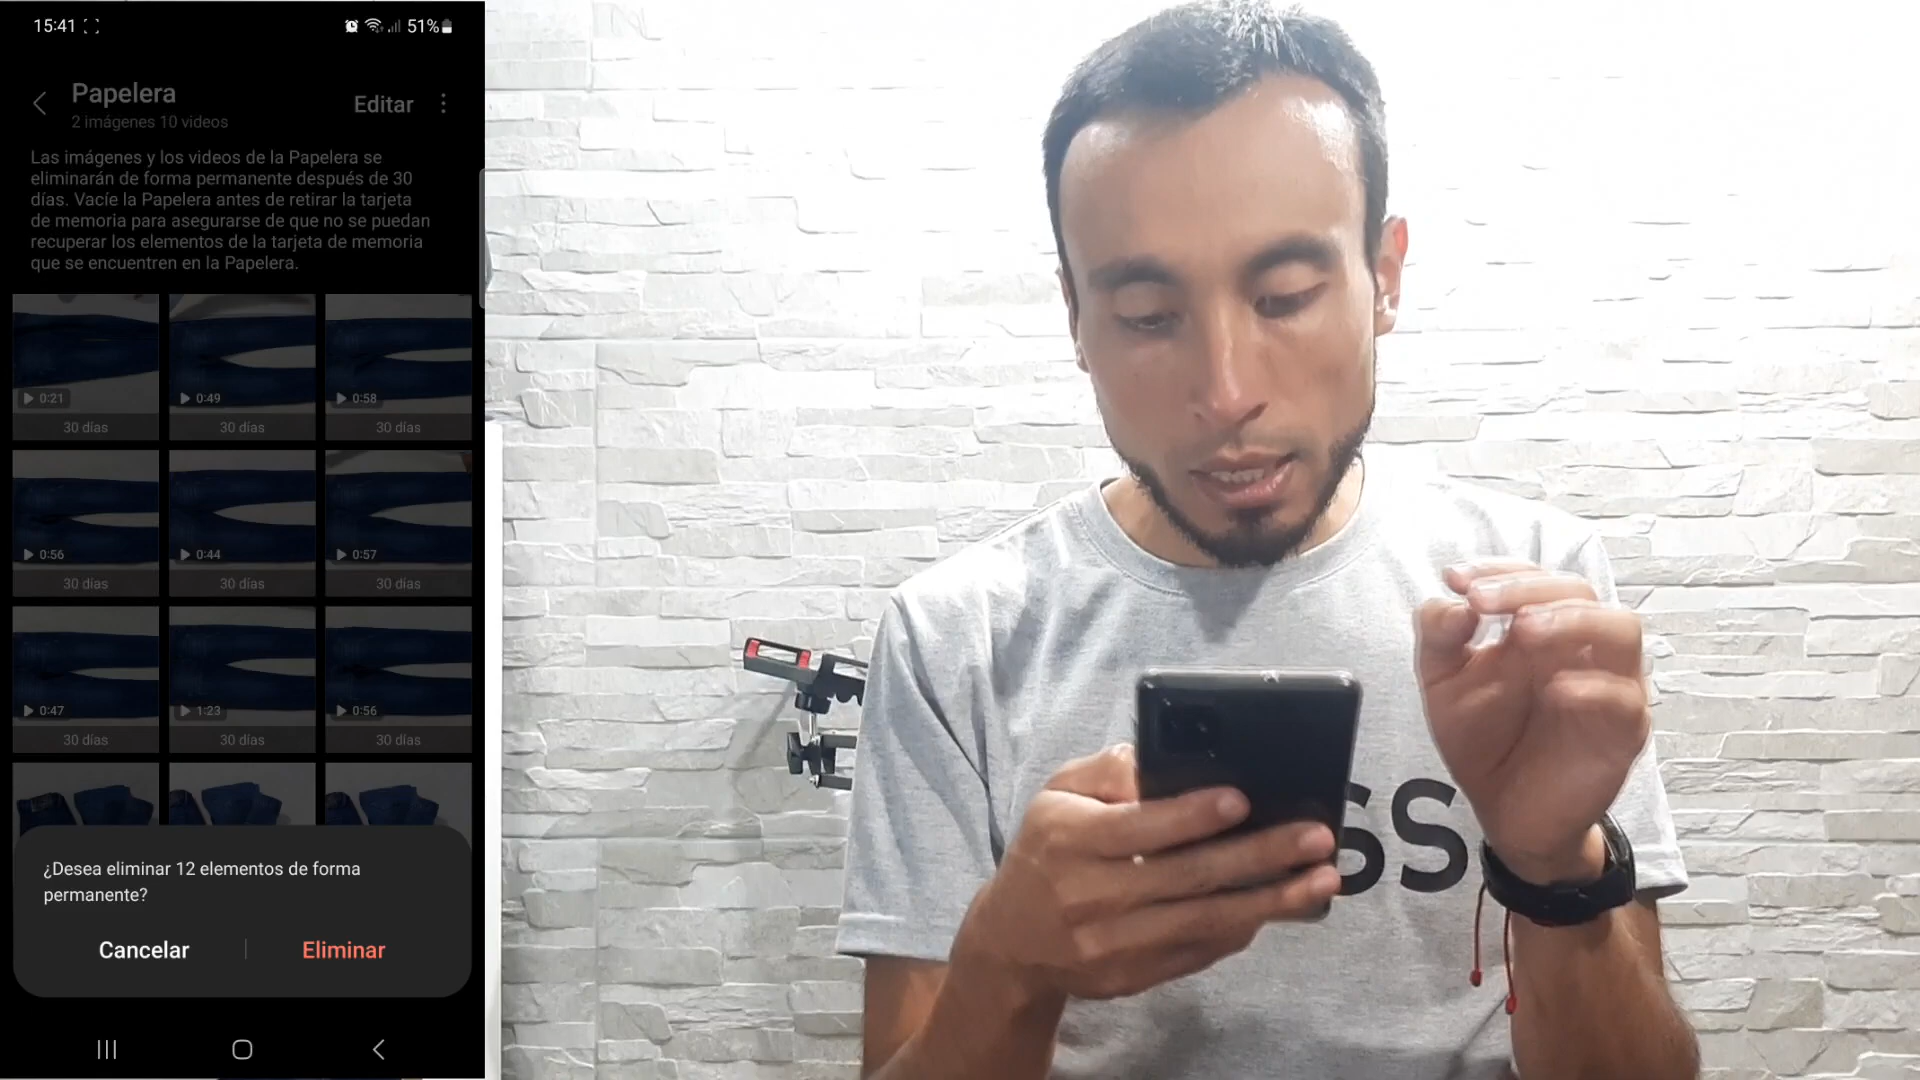 15:41 51%
Papelera
Editar
2 imágenes 10 videos
Las imágenes y los videos de la Papelera se
eliminarán de forma permanente después de 30
días. Vacíe la Papelera antes de retirar la tarjeta
de memoria para asegurarse de que no se puedan
recuperar los elementos de la tarjeta de memoria
que se encuentren en la Papelera.
0:21 0:49 0:58
30 días 30 días 30 días
0:56 0:44 0:57
30 días 30 días 30 días
0:47 1:23 0:56
30 días 30 días 30 días
¿Desea eliminar 12 elementos de forma
permanente?
Cancelar Eliminar
SS